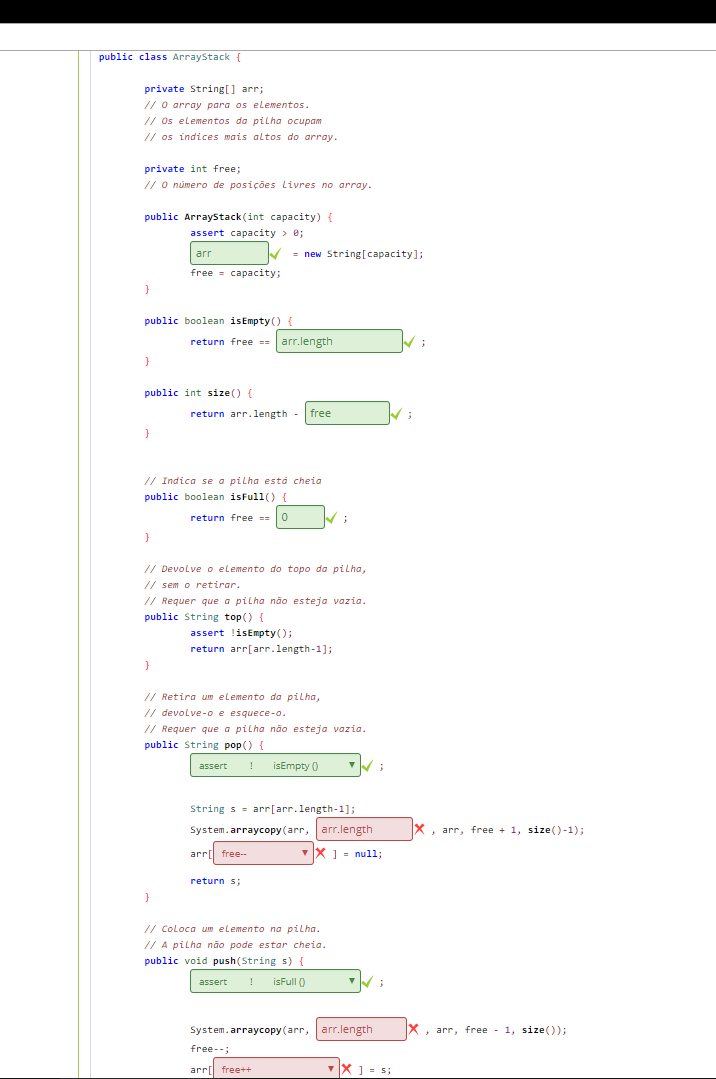 public class ArrayStack {
private String[] arr;
// O array para os elementos.
// Os elementos da pilha ocupam
// os índices mais altos do array.
private int free;
// O número de posições livres no array.
public ArrayStack(int capacity) {
assert capacity > 0;
arr = new String[capacity];
free = capacity;
}
public boolean isEmpty() {
return free == arr.length ;
}
public int size() {
return arr.length - free ;
}
// Indica se a pilha está cheia
public boolean isFull() {
return free == 0 ;
}
// Devolve o elemento do topo da pilha,
// sem o retirar.
// Requer que a pilha não esteja vazia.
public String top() {
assert !isEmpty();
return arr[arr.length-1];
}
// Retira um elemento da pilha,
// devolve-o e esquece-o.
// Requer que a pilha não esteja vazia.
public String pop() {
assert ! isEmpty () ;
String s = arr[arr.length-1];
System.arraycopy(arr, arr.length , arr, free + 1, size()-1);
arr[ free-- ] = null;
return s;
}
// Coloca um elemento na pilha.
// A pilha não pode estar cheia.
public void push(String s) {
assert ! isFull () ;
System.arraycopy(arr, arr.length , arr, free - 1, size());
free--;
arr[ free++ ] = s;